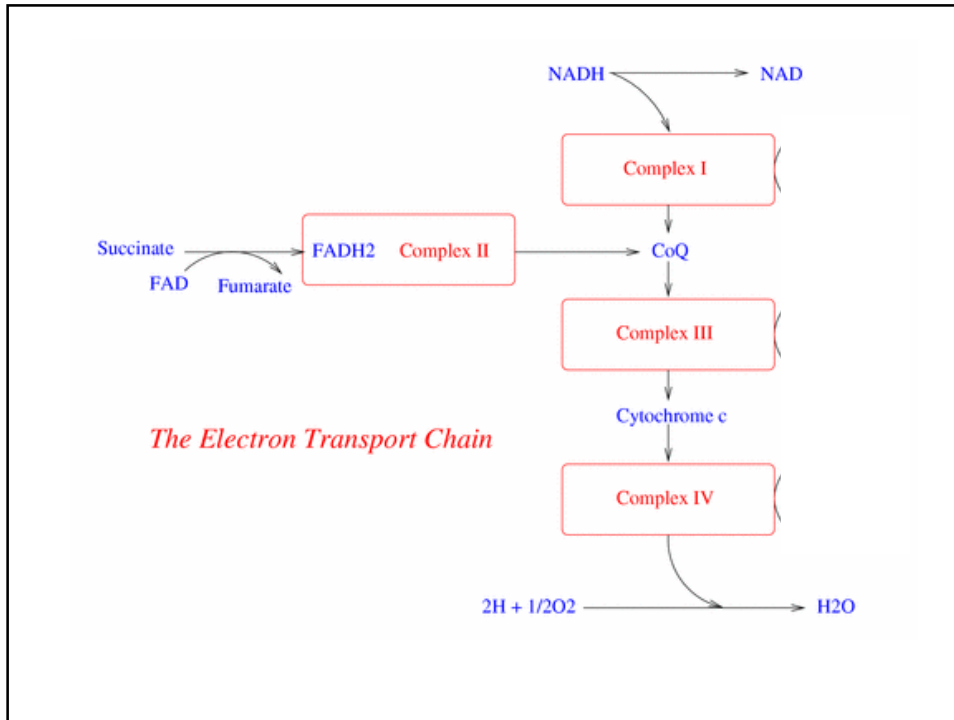 NADH NAD
Complex I
Succinate FADH2 Complex II CoQ
FAD Fumarate
Complex III
Cytochrome c
The Electron Transport Chain
Complex IV
2H + 1/2O2 H2O